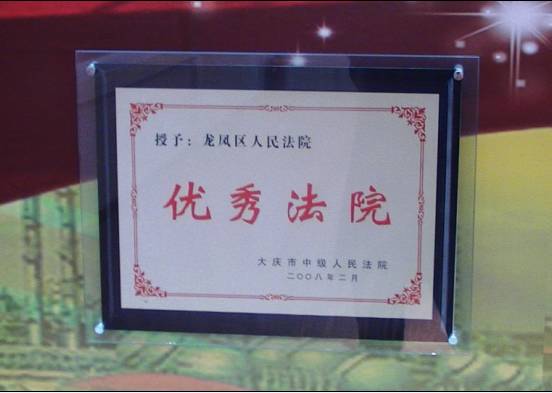 授予：龙凤区人民法院
优秀法院
大庆市中级人民法院
二〇〇八年二月